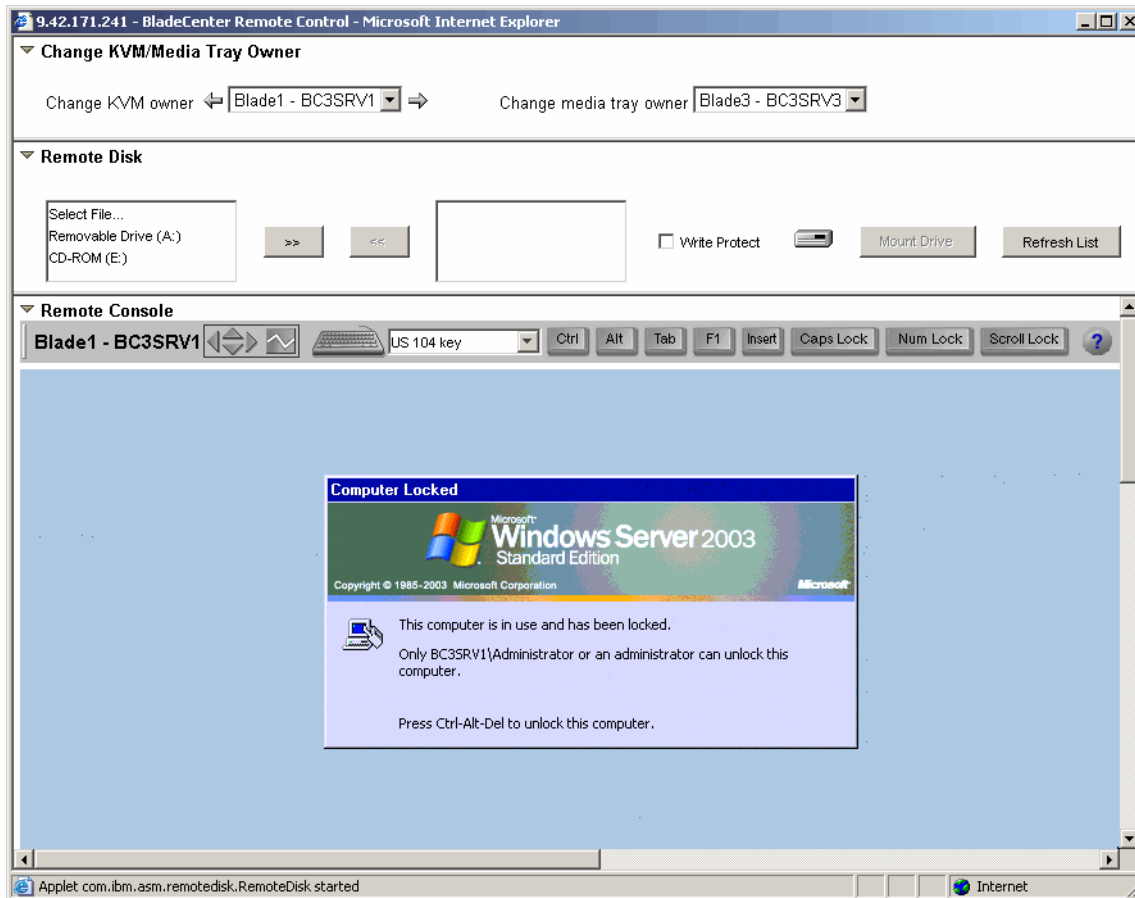 9.42.171.241 - BladeCenter Remote Control - Microsoft Internet Explorer
Change KVM/Media Tray Owner
Change KVM owner Blade1 - BC3SRV1 Change media tray owner Blade3 - BC3SRV3
Remote Disk
Select File...
Removable Drive (A:)
CD-ROM (E:)
>> << Write Protect Mount Drive Refresh List
Remote Console
Blade1 - BC3SRV1 US 104 key Ctrl Alt Tab F1 Insert Caps Lock Num Lock Scroll Lock ?
Computer Locked
Microsoft
Windows Server 2003
Standard Edition
Copyright © 1985-2003 Microsoft Corporation Microsoft
This computer is in use and has been locked.
Only BC3SRV1\Administrator or an administrator can unlock this
computer.
Press Ctrl-Alt-Del to unlock this computer.
Applet com.ibm.asm.remotedisk.RemoteDisk started Internet